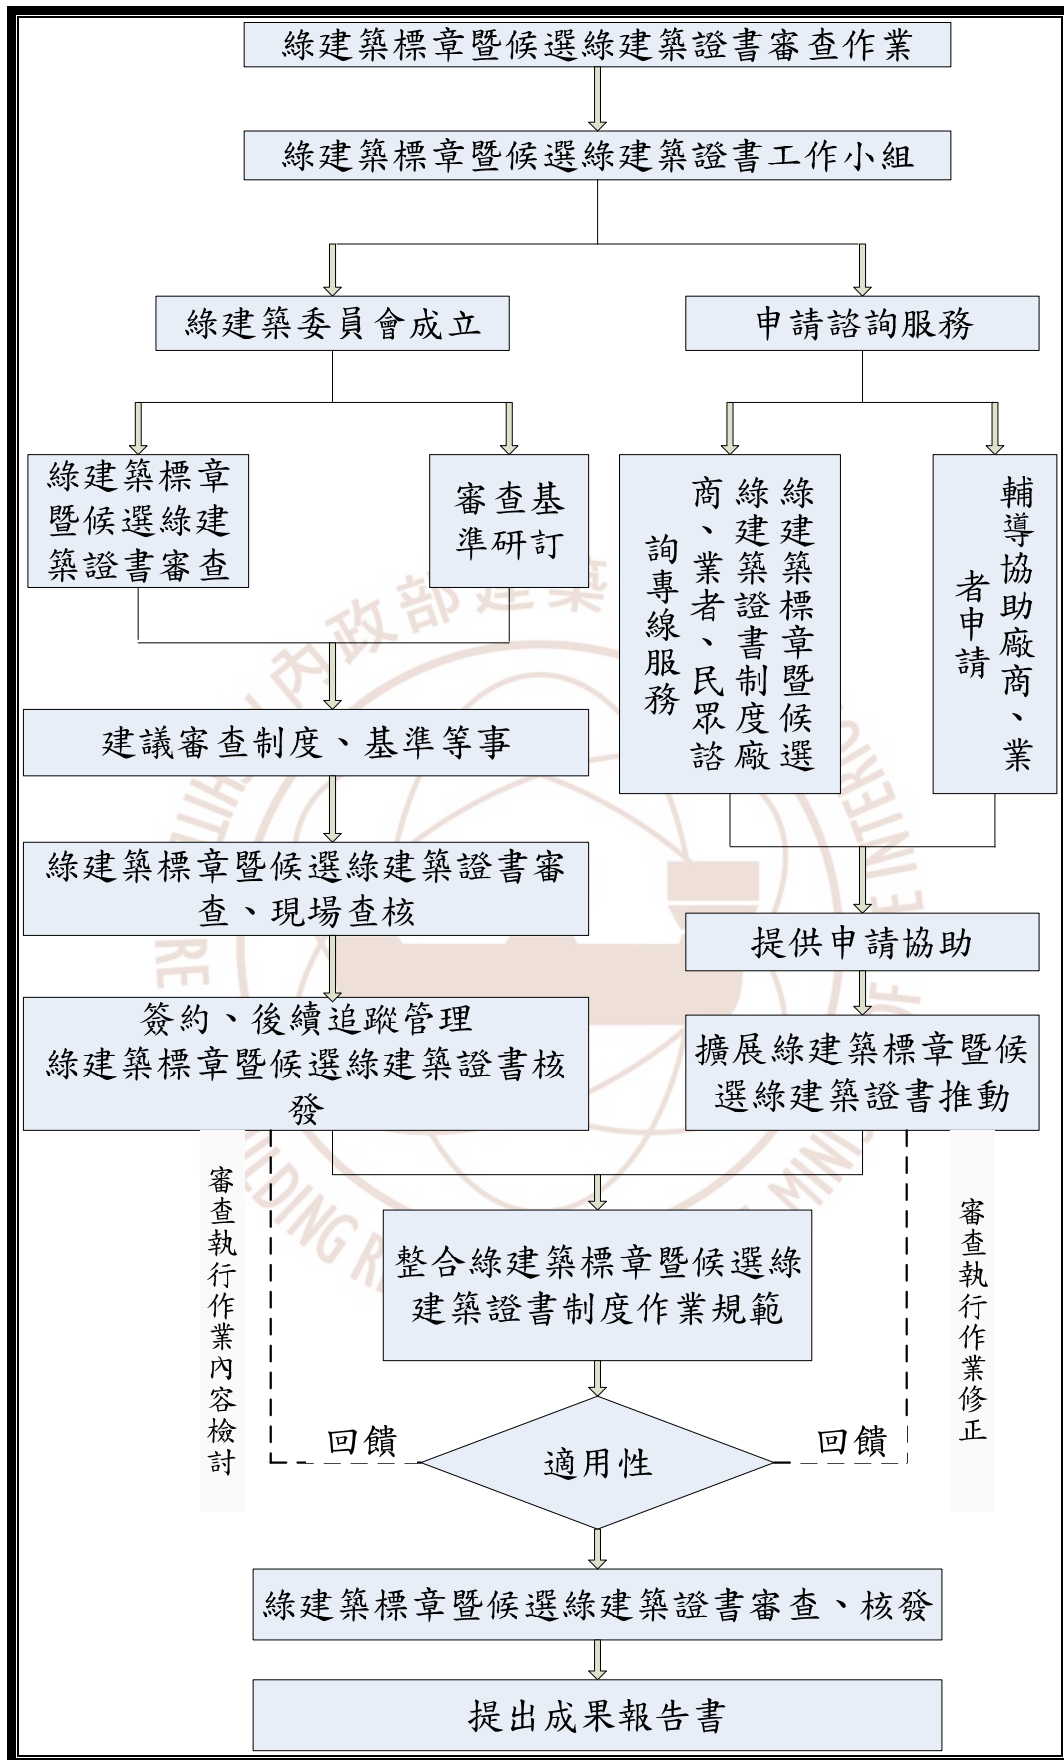 綠建築標章暨候選綠建築證書審查作業
綠建築標章暨候選綠建築證書工作小組
綠建築委員會成立
申請諮詢服務
綠建築標章
暨候選綠建
築證書審查
審查基
準研訂
綠建築標章暨候選
綠建築證書制度廠
商、業者、民眾諮
詢專線服務
輔導協助廠商、業
者申請
建議審查制度、基準等事
綠建築標章暨候選綠建築證書審
查、現場查核
提供申請協助
簽約、後續追蹤管理
綠建築標章暨候選綠建築證書核
發
擴展綠建築標章暨候
選綠建築證書推動
審查執行作業內容檢討
審查執行作業修正
整合綠建築標章暨候選綠
建築證書制度作業規範
回饋
適用性
回饋
綠建築標章暨候選綠建築證書審查、核發
提出成果報告書
內政部建築